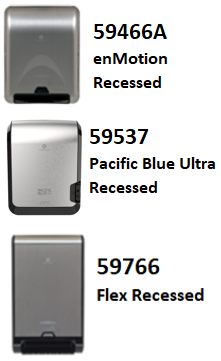 59466A
enMotion
Recessed
59537
Pacific Blue Ultra
Recessed
59766
Flex Recessed